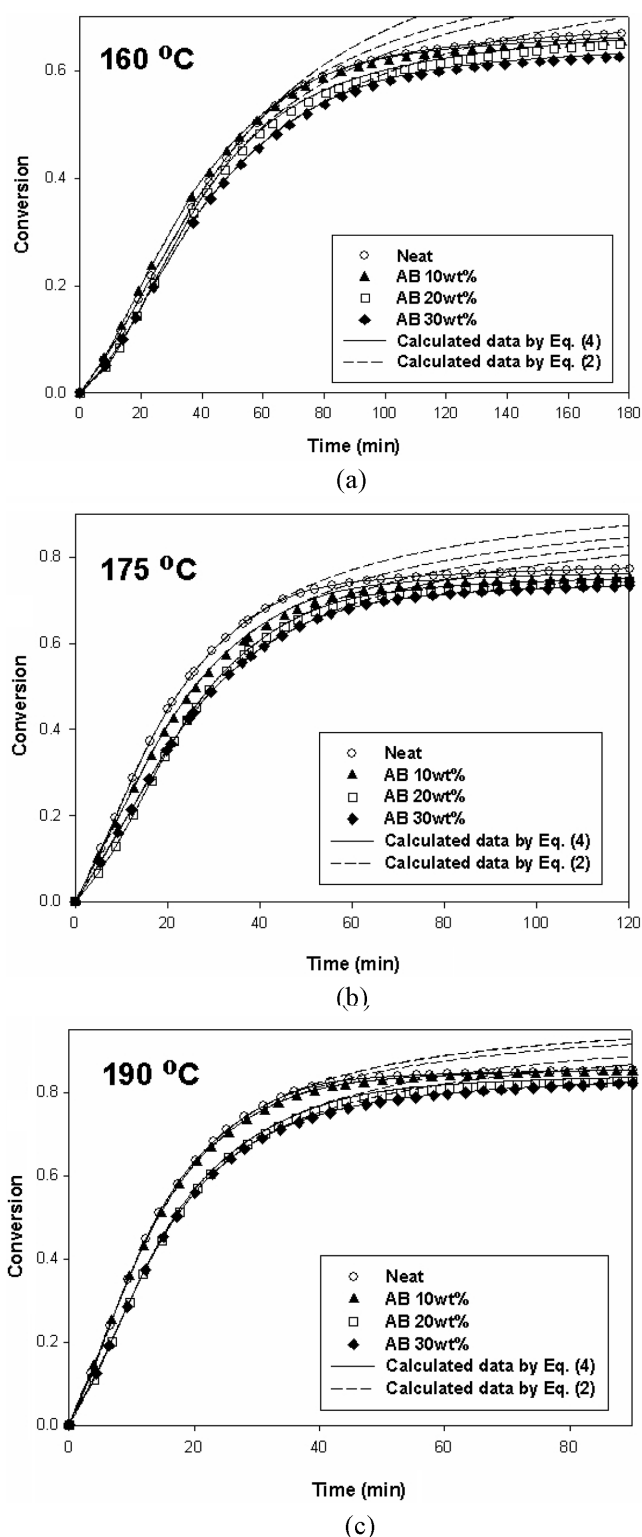 160 ⁰C
0.6
0.4
0.2
0.0
Conversion
Neat
AB 10wt%
AB 20wt%
AB 30wt%
Calculated data by Eq. (4)
Calculated data by Eq. (2)
0 20 40 60 80 100 120 140 160 180
Time (min)
(a)
175 ⁰C
0.8
0.6
0.4
0.2
0.0
Conversion
Neat
AB 10wt%
AB 20wt%
AB 30wt%
Calculated data by Eq. (4)
Calculated data by Eq. (2)
0 20 40 60 80 100 120
Time (min)
(b)
190 ⁰C
0.8
0.6
0.4
0.2
0.0
Conversion
Neat
AB 10wt%
AB 20wt%
AB 30wt%
Calculated data by Eq. (4)
Calculated data by Eq. (2)
0 20 40 60 80
Time (min)
(c)